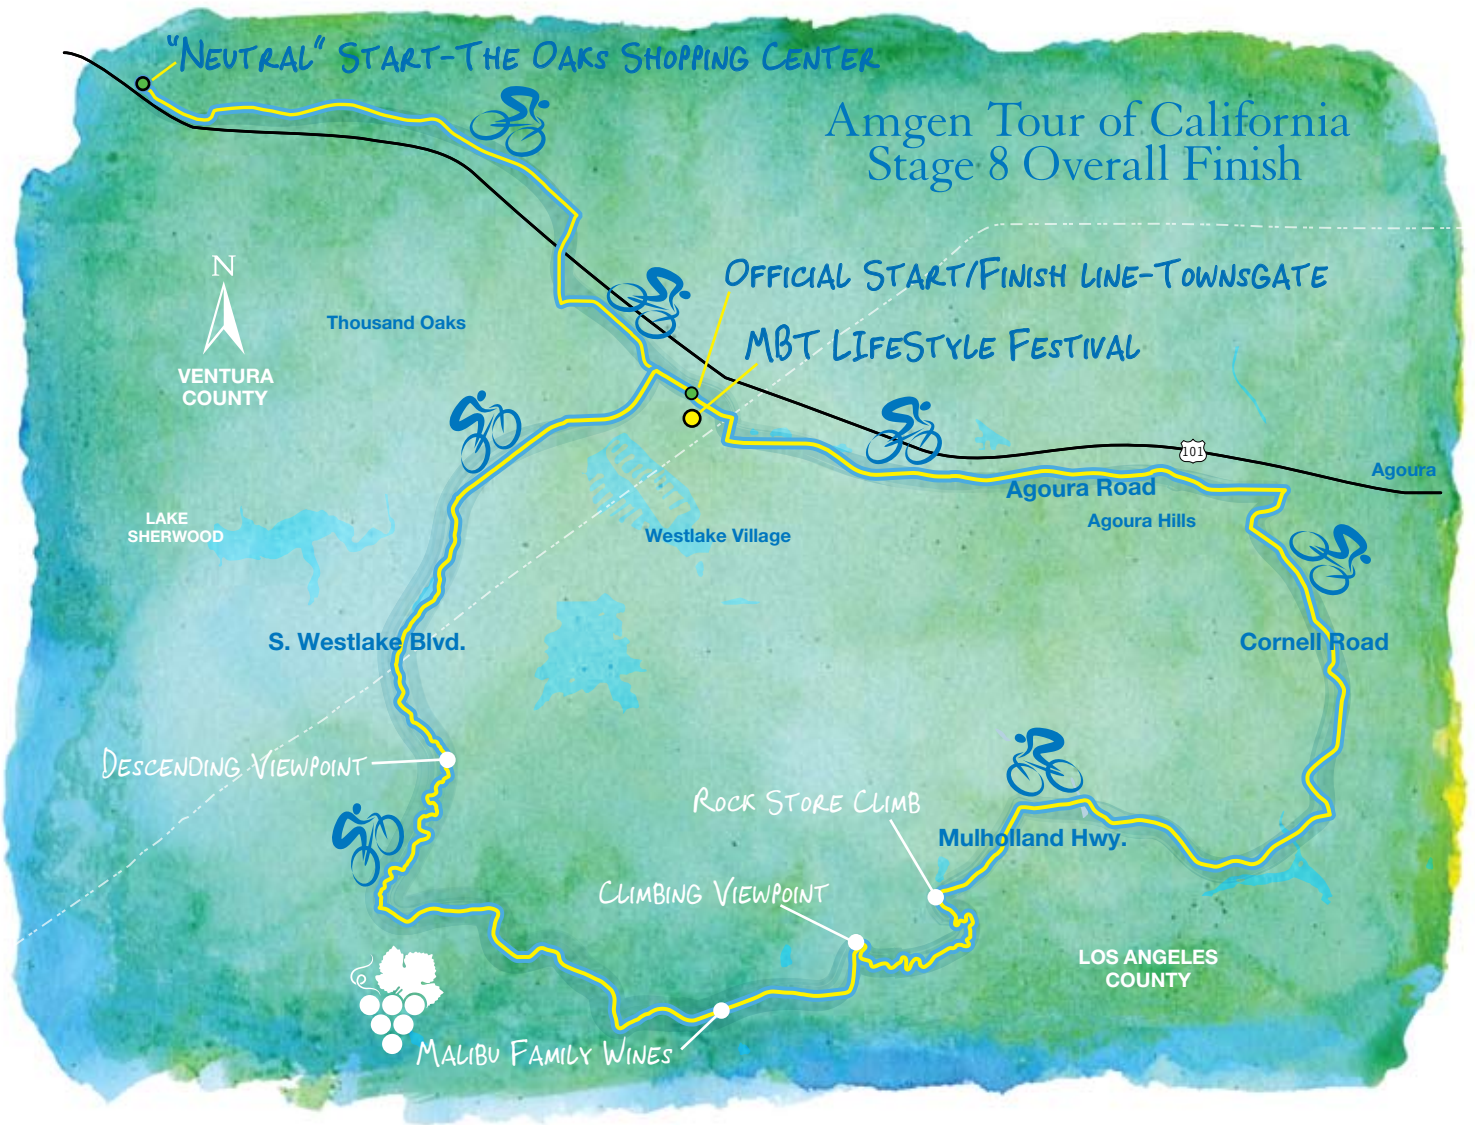 "Neutral" Start-The Oaks Shopping Center
Amgen Tour of California
Stage 8 Overall Finish
N
VENTURA
COUNTY
Thousand Oaks
Official Start/Finish line-Townsgate
MBT LifeStyle Festival
101
Agoura
Agoura Road
Agoura Hills
LAKE
SHERWOOD
Westlake Village
S. Westlake Blvd.
Cornell Road
Descending Viewpoint
Rock Store Climb
Mulholland Hwy.
Climbing Viewpoint
LOS ANGELES
COUNTY
Malibu Family Wines